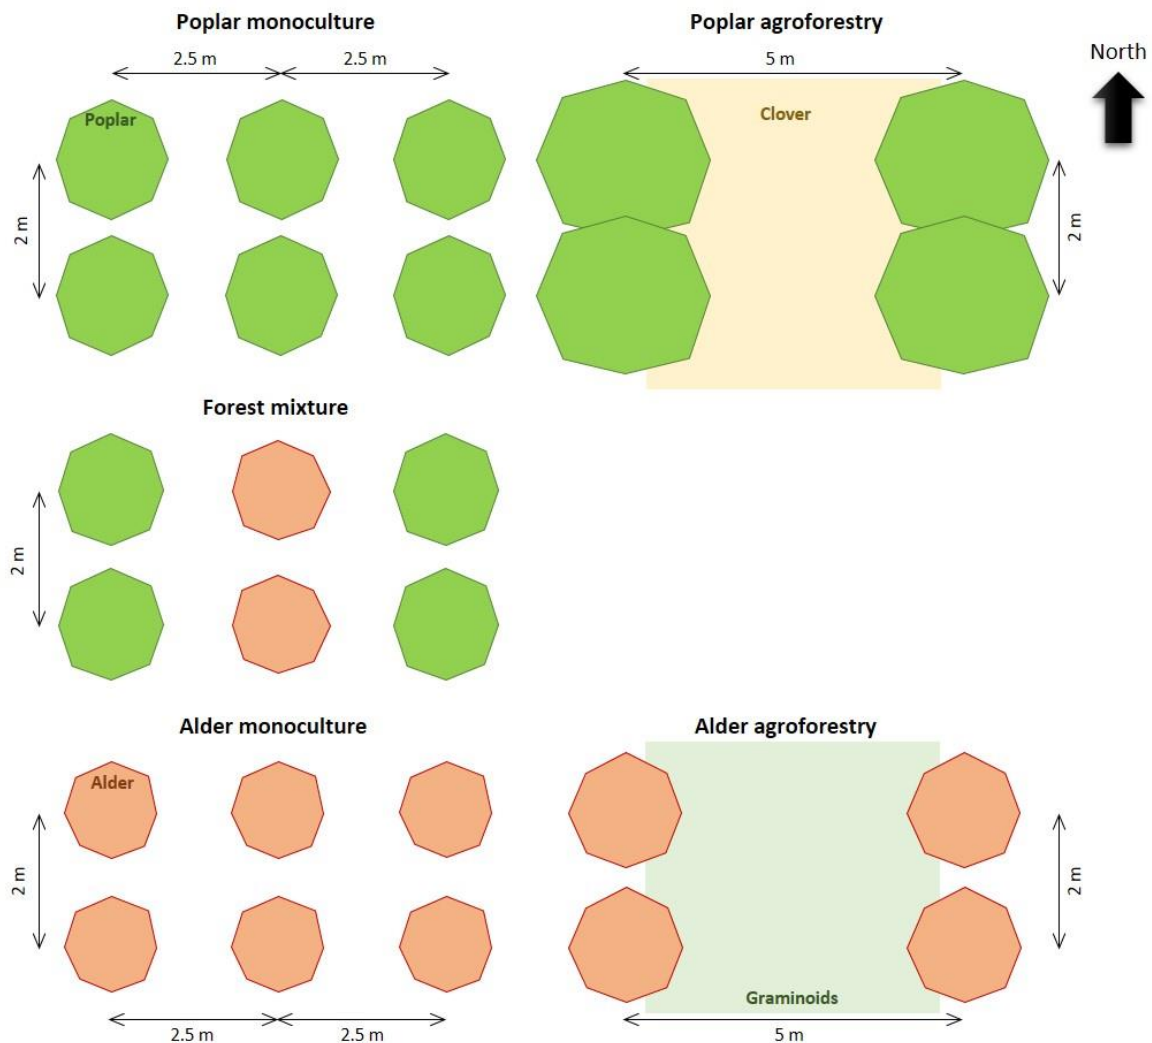 Poplar monoculture
Poplar agroforestry
2.5 m
2.5 m
5 m
North
Poplar
Clover
2 m
2 m
Forest mixture
2 m
Alder monoculture
Alder agroforestry
Alder
2 m
2 m
Graminoids
2.5 m
2.5 m
5 m